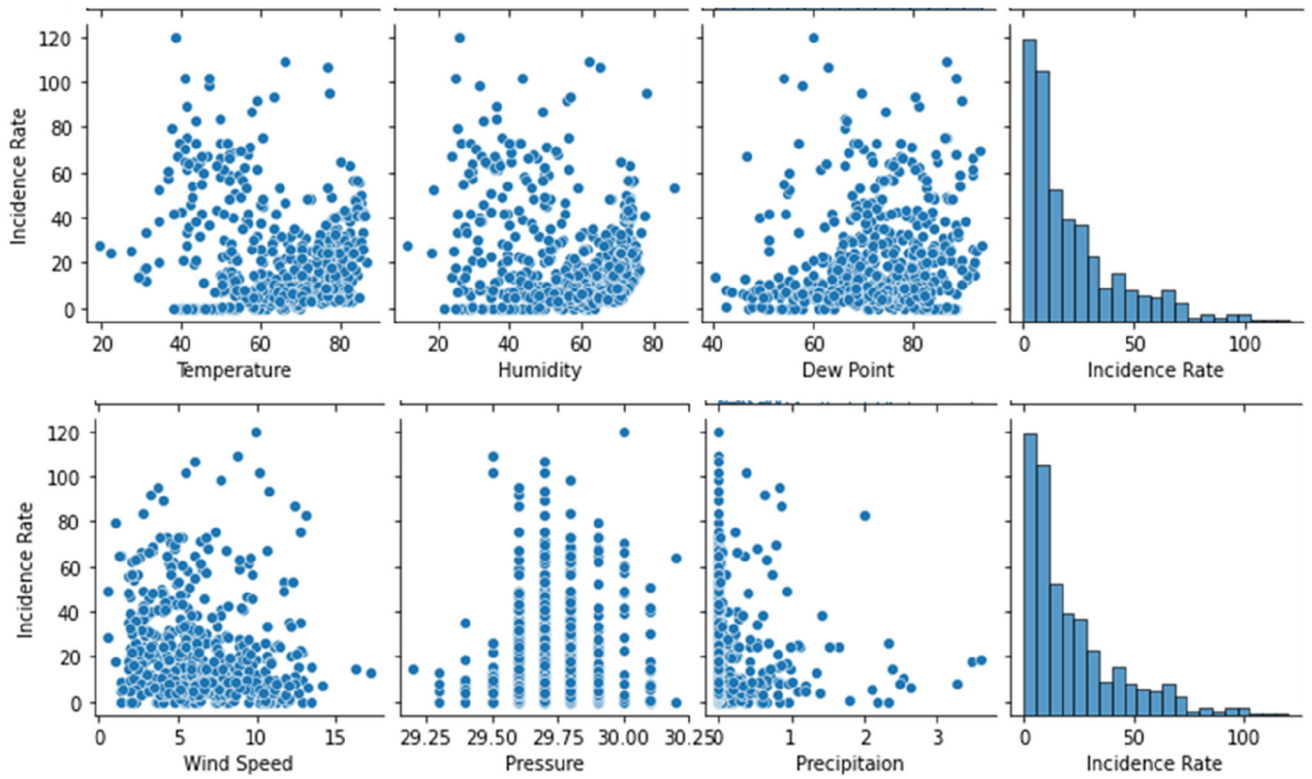 Incidence Rate
120
100
80
60
40
20
0
20 40 60 80
Temperature
20 40 60 80
Humidity
40 60 80
Dew Point
0 50 100
Incidence Rate
Incidence Rate
120
100
80
60
40
20
0
0 5 10 15
Wind Speed
29.25 29.50 29.75 30.00 30.25
Pressure
0 1 2 3
Precipitaion
0 50 100
Incidence Rate